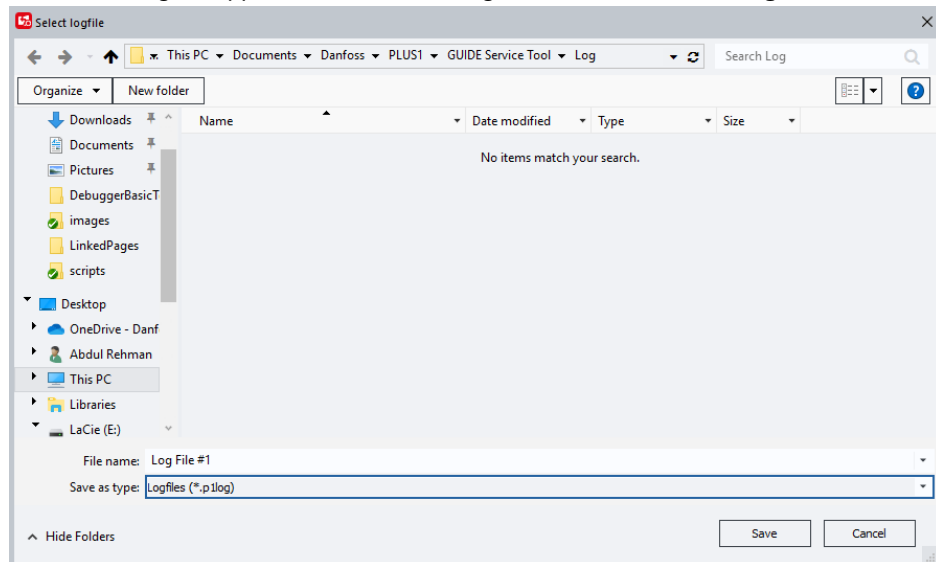 Select logfile
This PC Documents Danfoss PLUS1 GUIDE Service Tool Log Search Log
Organize New folder
Name Date modified Type Size
No items match your search.
Downloads
Documents
Pictures
DebuggerBasicT
images
LinkedPages
scripts
Desktop
OneDrive - Danf
Abdul Rehman
This PC
Libraries
LaCie (E:)
File name: Log File #1
Save as type: Logfiles (*.p1log)
Hide Folders Save Cancel